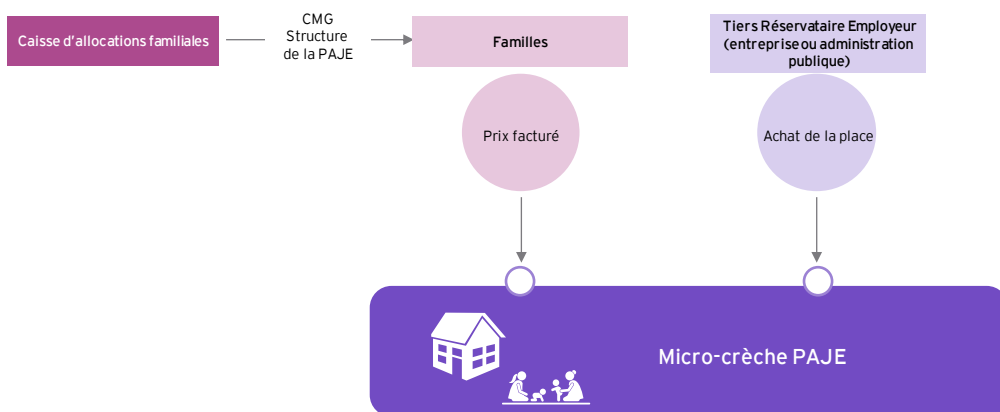 Caisse d'allocations familiales
CMG
Structure
de la PAJE
Familles
Tiers Réservataire Employeur
(entreprise ou administration
publique)
Prix facturé
Achat de la place
Micro-crèche PAJE